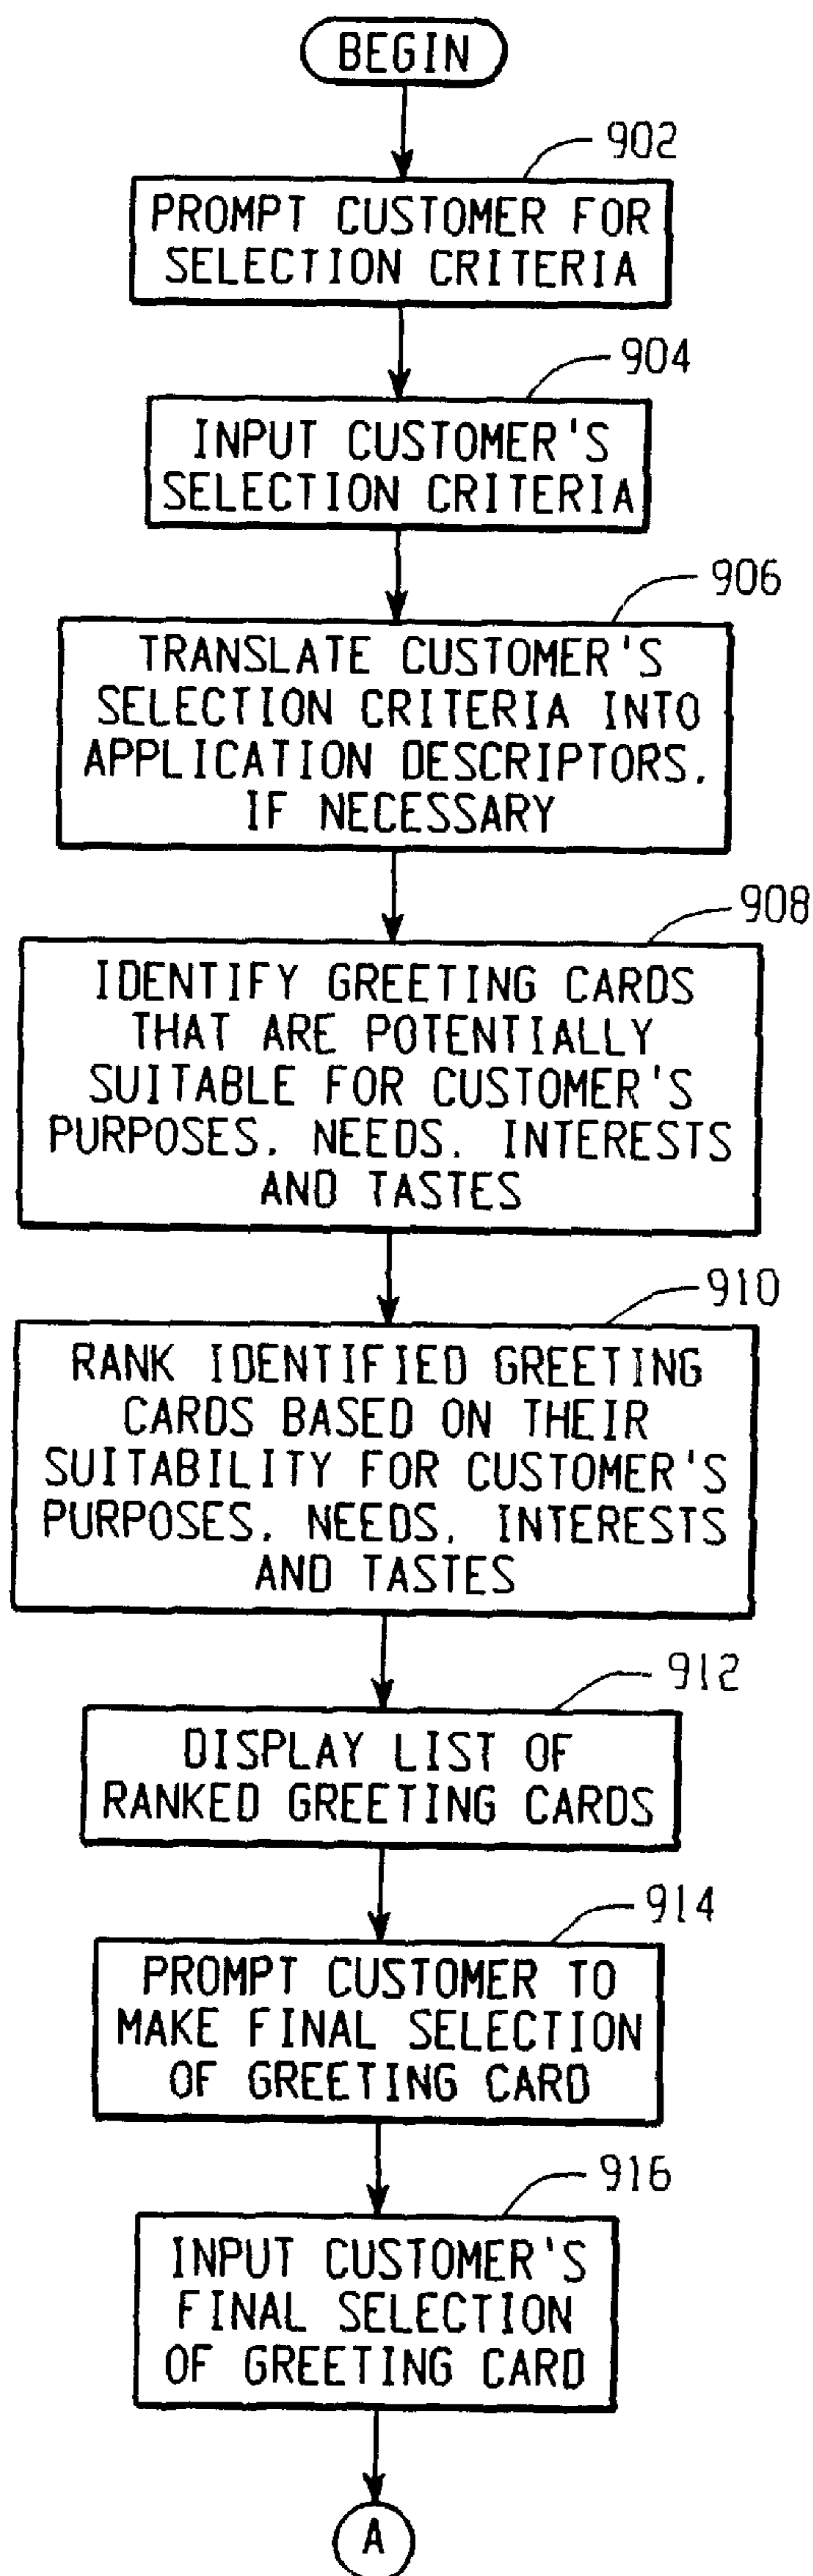 BEGIN
902
PROMPT CUSTOMER FOR
SELECTION CRITERIA
904
INPUT CUSTOMER'S
SELECTION CRITERIA
906
TRANSLATE CUSTOMER'S
SELECTION CRITERIA INTO
APPLICATION DESCRIPTORS.
IF NECESSARY
908
IDENTIFY GREETING CARDS
THAT ARE POTENTIALLY
SUITABLE FOR CUSTOMER'S
PURPOSES. NEEDS. INTERESTS
AND TASTES
910
RANK IDENTIFIED GREETING
CARDS BASED ON THEIR
SUITABILITY FOR CUSTOMER'S
PURPOSES. NEEDS. INTERESTS
AND TASTES
912
DISPLAY LIST OF
RANKED GREETING CARDS
914
PROMPT CUSTOMER TO
MAKE FINAL SELECTION
OF GREETING CARD
916
INPUT CUSTOMER'S
FINAL SELECTION
OF GREETING CARD
A